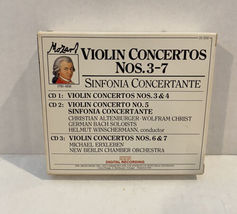 Mozart
VIOLIN CONCERTOS
NOS. 3-7
SINFONIA CONCERTANTE
CD 1: VIOLIN CONCERTOS NOS. 3 & 4
CD 2: VIOLIN CONCERTO NO. 5
SINFONIA CONCERTANTE
CHRISTIAN ALTENBURGER · WOLFRAM CHRIST
GERMAN BACH SOLOISTS
HELMUT WINSCHERMANN, conductor
CD 3: VIOLIN CONCERTOS NOS. 6 & 7
MICHAEL ERXLEBEN
NEW BERLIN CHAMBER ORCHESTRA
DIGITAL RECORDING